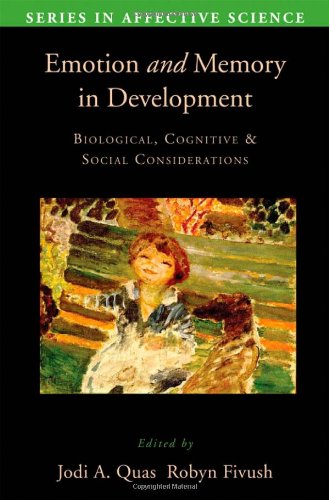 SERIES IN AFFECTIVE SCIENCE
Emotion and Memory
in Development
BIOLOGICAL, COGNITIVE &
SOCIAL CONSIDERATIONS
Edited by
Jodi A. Quas Robyn Fivush